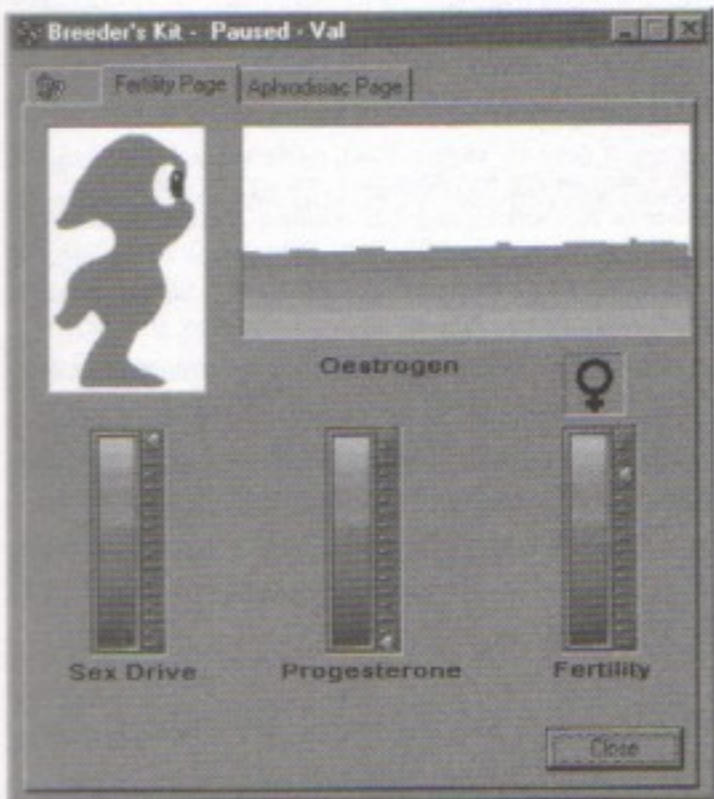 Breeder's Kit - Paused - Val
Fertility Page
Aphrodisiac Page
Oestrogen
Sex Drive
Progesterone
Fertility
Close